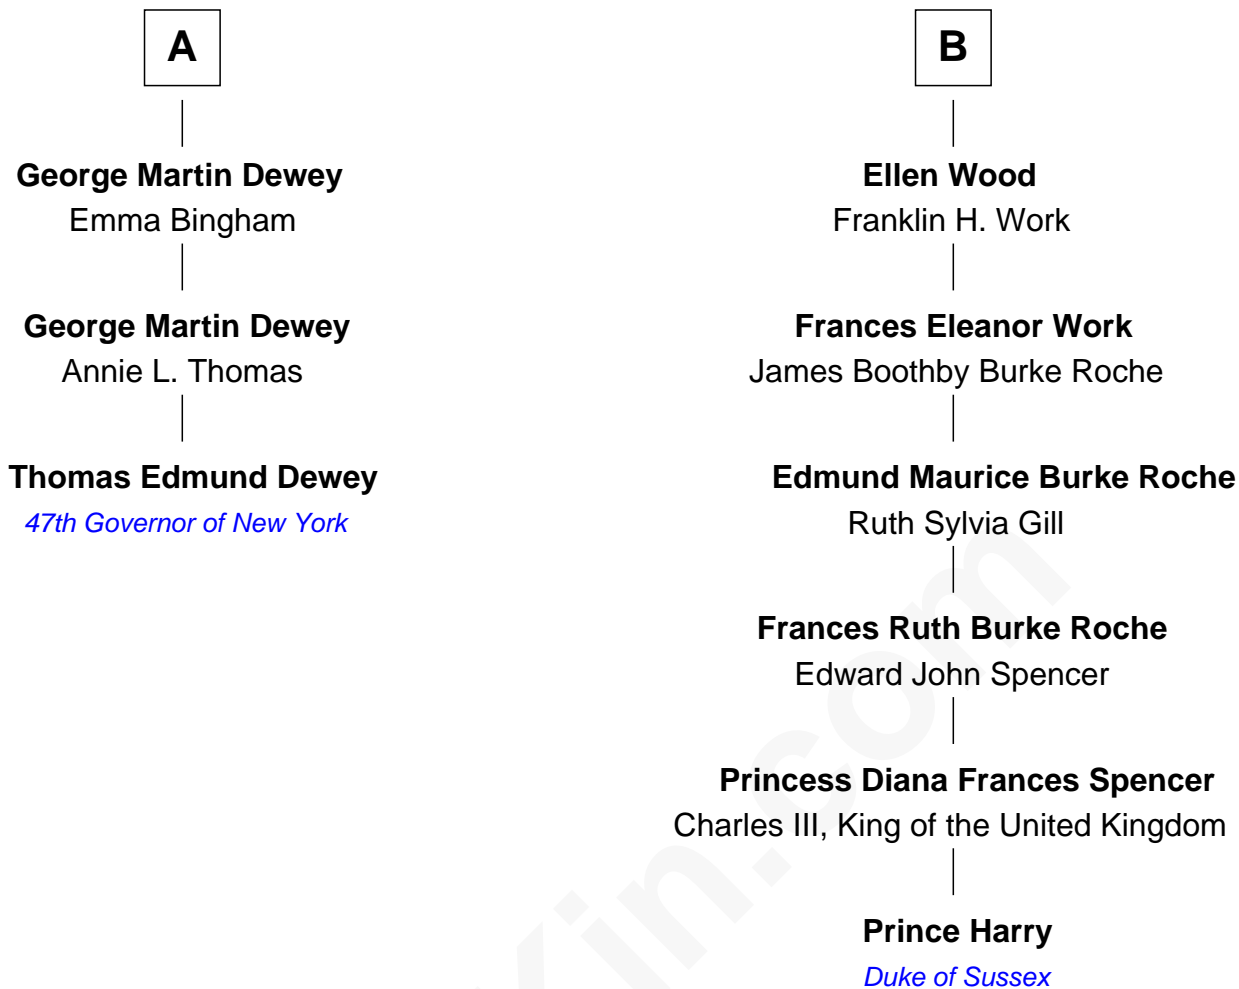 A
George Martin Dewey
Emma Bingham
George Martin Dewey
Annie L. Thomas
Thomas Edmund Dewey
47th Governor of New York
B
Ellen Wood
Franklin H. Work
Frances Eleanor Work
James Boothby Burke Roche
Edmund Maurice Burke Roche
Ruth Sylvia Gill
Frances Ruth Burke Roche
Edward John Spencer
Princess Diana Frances Spencer
Charles III, King of the United Kingdom
Prince Harry
Duke of Sussex
Kin.com